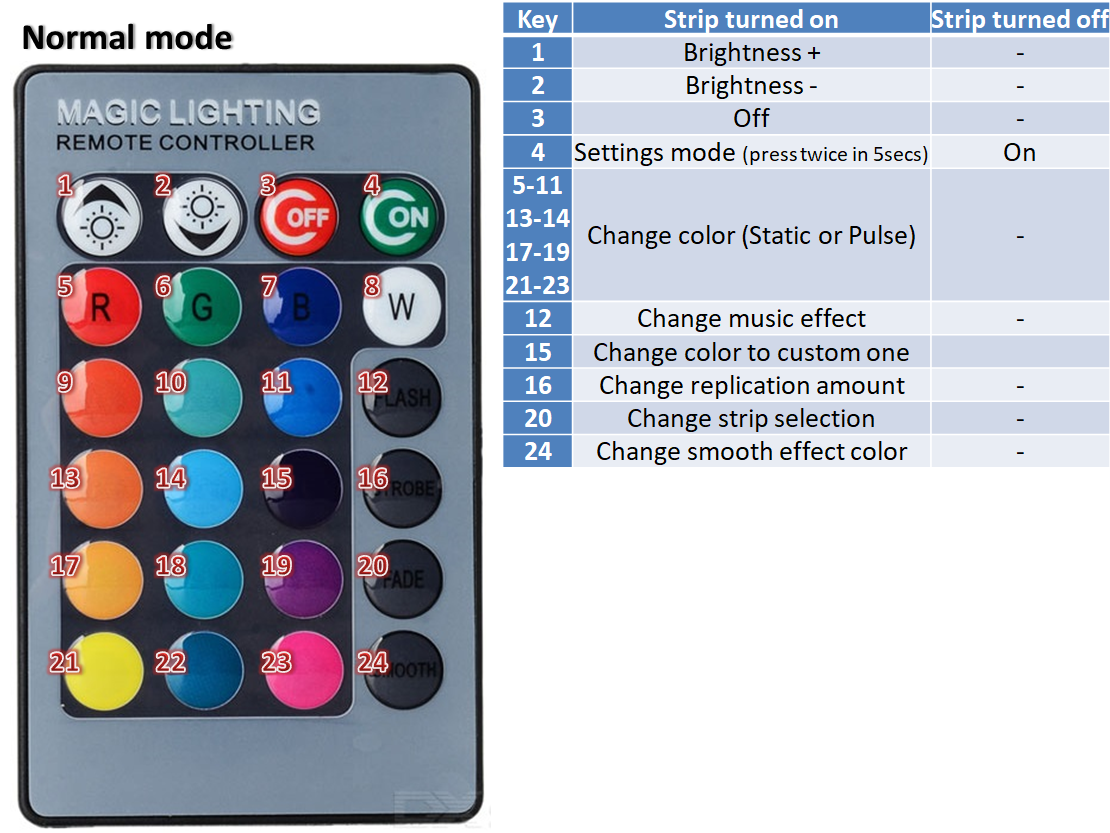 Normal mode
MAGIC LIGHTING
REMOTE CONTROLLER
1 2 3 4
OFF ON
5 6 7 8
R G B W
9 10 11 12
FLASH
13 14 15 16
STROBE
17 18 19 20
FADE
21 22 23 24
SMOOTH
Key Strip turned on Strip turned off
1 Brightness + -
2 Brightness - -
3 Off -
4 Settings mode (press twice in 5secs) On
5-11
13-14
17-19
21-23
Change color (Static or Pulse) -
12 Change music effect -
15 Change color to custom one
16 Change replication amount -
20 Change strip selection -
24 Change smooth effect color -